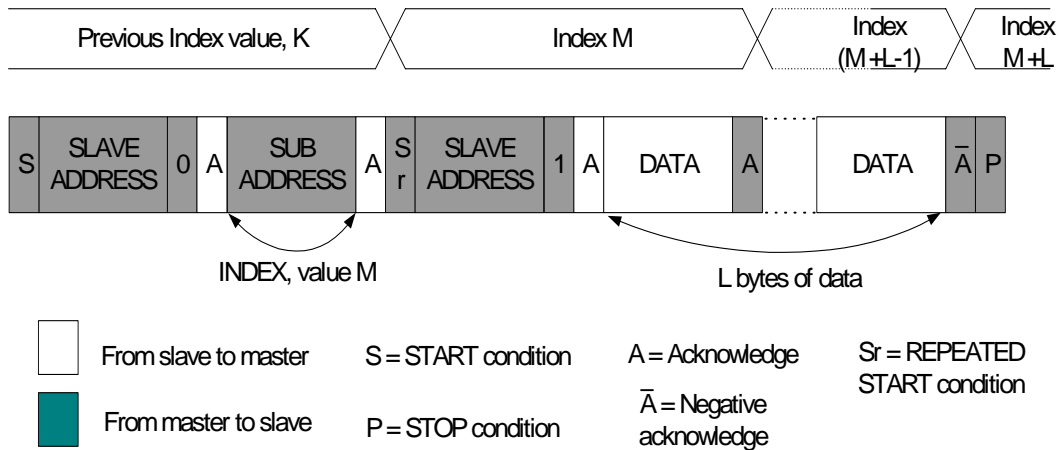 Previous Index value, K
Index M
Index
(M+L-1)
Index
M+L
S
SLAVE
ADDRESS
0
A
SUB
ADDRESS
A
S
r
SLAVE
ADDRESS
1
A
DATA
A
DATA
A̅
P
INDEX, value M
L bytes of data
From slave to master
S = START condition
A = Acknowledge
Sr = REPEATED
START condition
From master to slave
P = STOP condition
A̅ = Negative
acknowledge